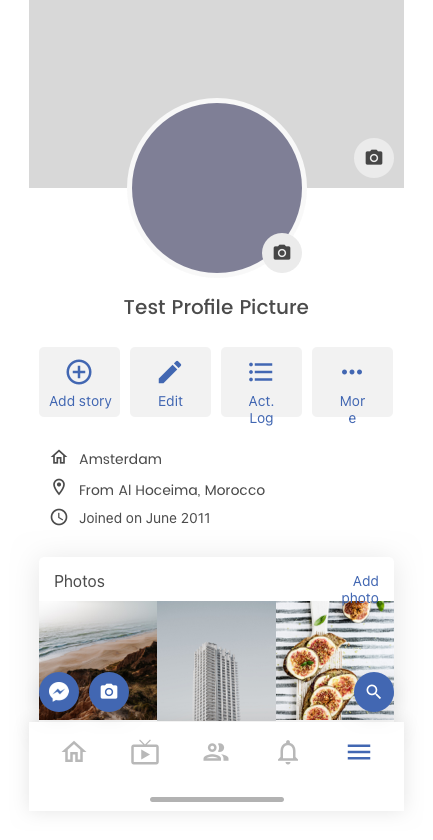 Test Profile Picture
Add story
Edit
Act.
Log
Mor
e
Amsterdam
From Al Hoceima, Morocco
Joined on June 2011
Photos
Add
photo